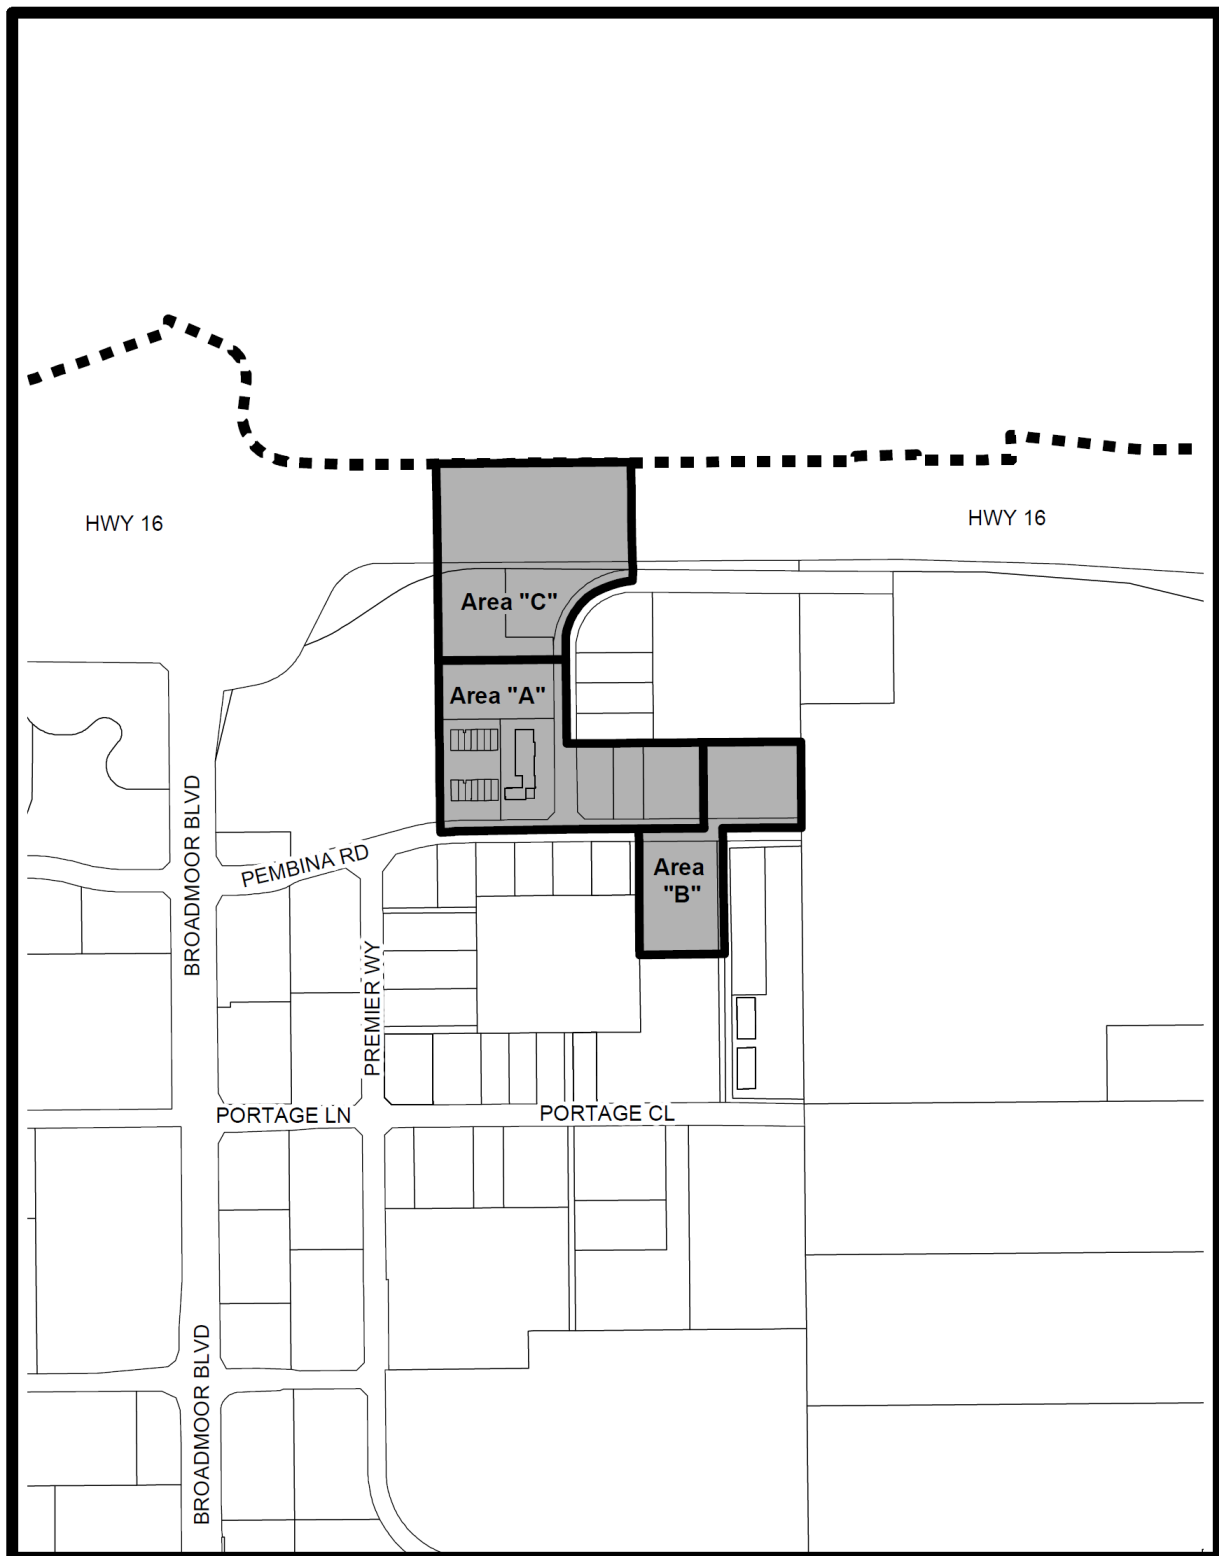 HWY 16
HWY 16
Area "C"
Area "A"
BROADMOOR BLVD
PEMBINA RD
Area
"B"
PREMIER WY
PORTAGE LN
PORTAGE CL
BROADMOOR BLVD